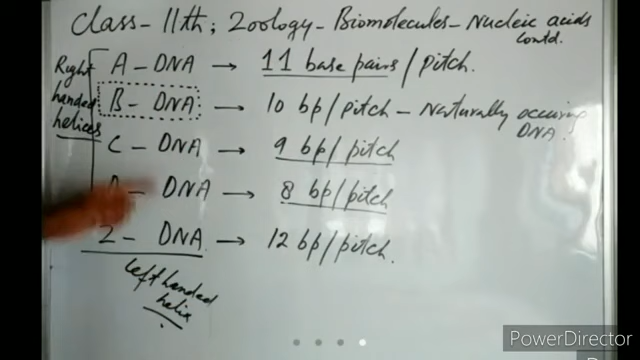 Class - 11th; Zoology - Biomolecules - Nucleic acids
Contd.
Right handed helices
A - DNA → 11 base pairs / pitch.
B - DNA → 10 bp / pitch - Naturally occuring DNA.
C - DNA → 9 bp / pitch
DNA → 8 bp / pitch
Z - DNA → 12 bp / pitch.
left handed helix
PowerDirector